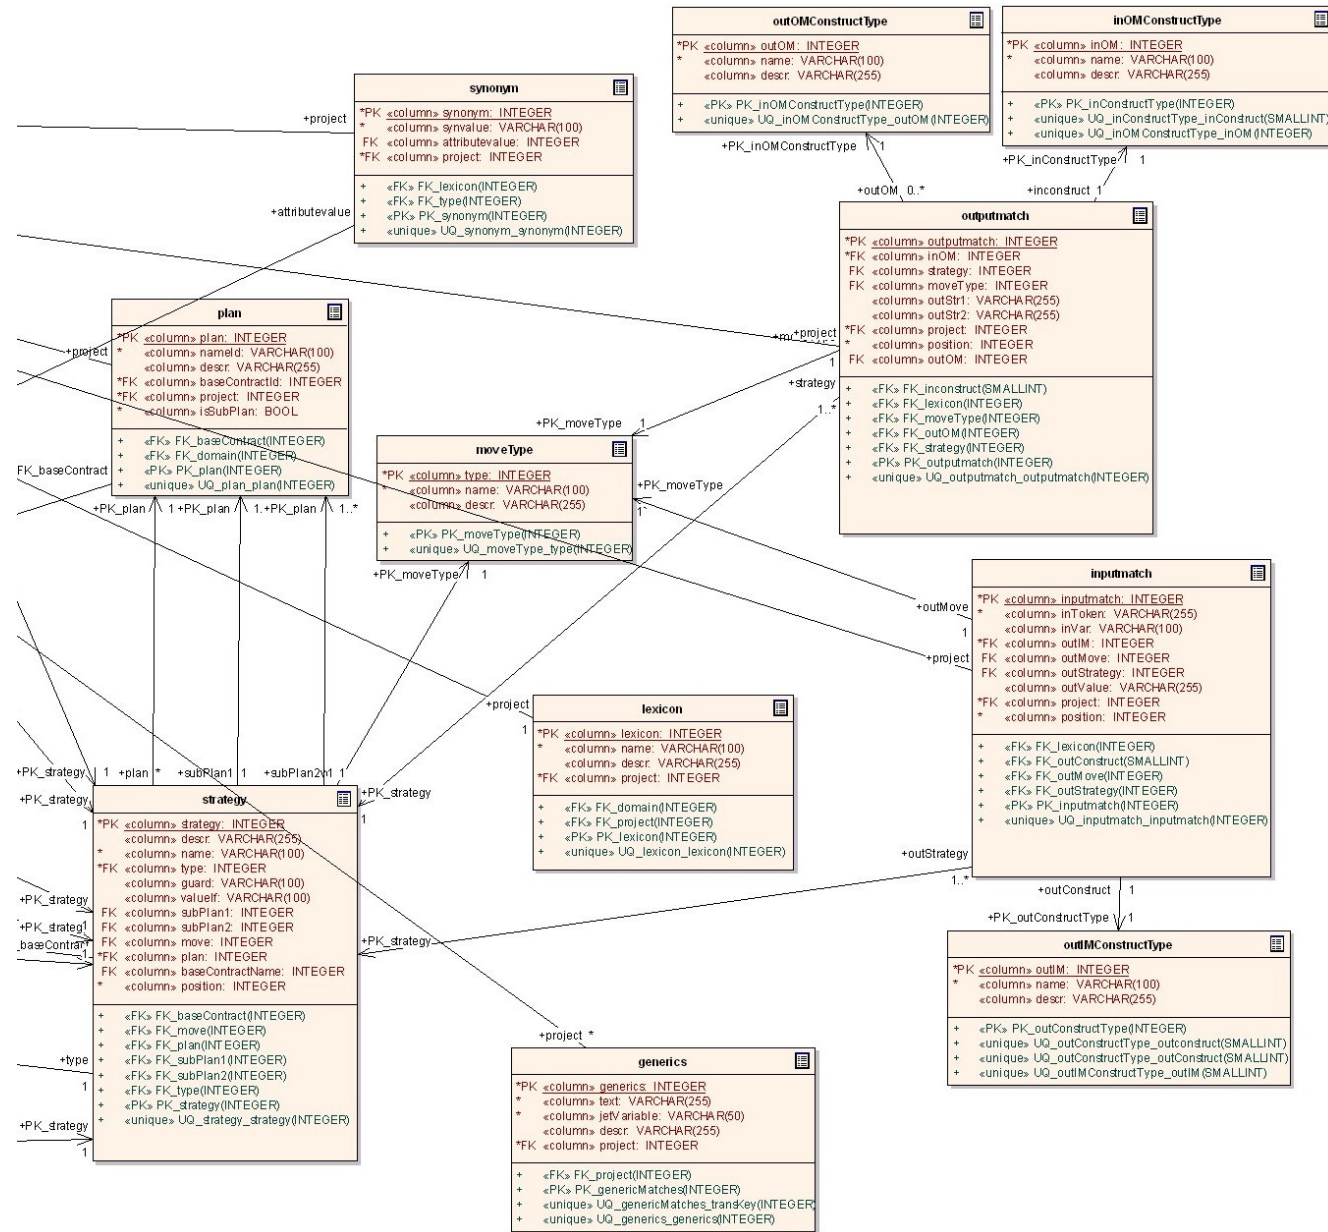 outOMConstructType
*PK «column» outOM: INTEGER
* «column» name: VARCHAR(100)
«column» descr: VARCHAR(255)
+ «PK» PK_inOMConstructType(INTEGER)
+ «unique» UQ_inOMConstructType_outOM(INTEGER)
inOMConstructType
*PK «column» inOM: INTEGER
* «column» name: VARCHAR(100)
«column» descr: VARCHAR(255)
+ «PK» PK_inConstructType(INTEGER)
+ «unique» UQ_inConstructType_inConstruct(SMALLINT)
+ «unique» UQ_inOMConstructType_inOM(INTEGER)
synonym
*PK «column» synonym: INTEGER
* «column» synvalue: VARCHAR(100)
FK «column» attributevalue: INTEGER
*FK «column» project: INTEGER
+ «FK» FK_lexicon(INTEGER)
+ «FK» FK_type(INTEGER)
+ «PK» PK_synonym(INTEGER)
+ «unique» UQ_synonym_synonym(INTEGER)
+project
+attributevalue
+PK_inOMConstructType 1
+outOM 0..*
+PK_inConstructType 1
+inconstruct 1
outputmatch
*PK «column» outputmatch: INTEGER
*FK «column» inOM: INTEGER
FK «column» strategy: INTEGER
FK «column» moveType: INTEGER
«column» outStr1: VARCHAR(255)
«column» outStr2: VARCHAR(255)
*FK «column» project: INTEGER
* «column» position: INTEGER
FK «column» outOM: INTEGER
+ «FK» FK_inconstruct(SMALLINT)
+ «FK» FK_lexicon(INTEGER)
+ «FK» FK_moveType(INTEGER)
+ «FK» FK_outOM(INTEGER)
+ «FK» FK_strategy(INTEGER)
+ «PK» PK_outputmatch(INTEGER)
+ «unique» UQ_outputmatch_outputmatch(INTEGER)
+project
1
+strategy
1..*
plan
*PK «column» plan: INTEGER
* «column» nameId: VARCHAR(100)
«column» descr: VARCHAR(255)
*FK «column» baseContractId: INTEGER
*FK «column» project: INTEGER
* «column» isSubPlan: BOOL
+ «FK» FK_baseContract(INTEGER)
+ «FK» FK_domain(INTEGER)
+ «PK» PK_plan(INTEGER)
+ «unique» UQ_plan_plan(INTEGER)
+project
FK_baseContract
+PK_plan 1 +PK_plan 1. +PK_plan 1..*
+PK_moveType 1
moveType
*PK «column» type: INTEGER
* «column» name: VARCHAR(100)
«column» descr: VARCHAR(255)
+ «PK» PK_moveType(INTEGER)
+ «unique» UQ_moveType_type(INTEGER)
+PK_moveType
1
+PK_moveType 1
inputmatch
*PK «column» inputmatch: INTEGER
* «column» inToken: VARCHAR(255)
«column» inVar: VARCHAR(100)
*FK «column» outIM: INTEGER
FK «column» outMove: INTEGER
FK «column» outStrategy: INTEGER
«column» outValue: VARCHAR(255)
*FK «column» project: INTEGER
* «column» position: INTEGER
+ «FK» FK_lexicon(INTEGER)
+ «FK» FK_outConstruct(SMALLINT)
+ «FK» FK_outMove(INTEGER)
+ «FK» FK_outStrategy(INTEGER)
+ «PK» PK_inputmatch(INTEGER)
+ «unique» UQ_inputmatch_inputmatch(INTEGER)
+outMove
1
+project
+outStrategy
1..*
+outConstruct 1
+PK_outConstructType 1
lexicon
*PK «column» lexicon: INTEGER
* «column» name: VARCHAR(100)
«column» descr: VARCHAR(255)
*FK «column» project: INTEGER
+ «FK» FK_domain(INTEGER)
+ «FK» FK_project(INTEGER)
+ «PK» PK_lexicon(INTEGER)
+ «unique» UQ_lexicon_lexicon(INTEGER)
+project
1
+PK_strategy 1 +plan * +subPlan1 1
+PK_strategy
1
+PK_strategy
1
strategy
*PK «column» strategy: INTEGER
«column» descr: VARCHAR(255)
* «column» name: VARCHAR(100)
*FK «column» type: INTEGER
«column» guard: VARCHAR(100)
«column» valueIf: VARCHAR(100)
FK «column» subPlan1: INTEGER
FK «column» subPlan2: INTEGER
FK «column» move: INTEGER
*FK «column» plan: INTEGER
FK «column» baseContractName: INTEGER
* «column» position: INTEGER
+ «FK» FK_baseContract(INTEGER)
+ «FK» FK_move(INTEGER)
+ «FK» FK_plan(INTEGER)
+ «FK» FK_subPlan1(INTEGER)
+ «FK» FK_subPlan2(INTEGER)
+ «FK» FK_type(INTEGER)
+ «PK» PK_strategy(INTEGER)
+ «unique» UQ_strategy_strategy(INTEGER)
+PK_strategy
+type
1
+PK_strategy
1
+PK_strategy
outIMConstructType
*PK «column» outIM: INTEGER
* «column» name: VARCHAR(100)
«column» descr: VARCHAR(255)
+ «PK» PK_outConstructType(INTEGER)
+ «unique» UQ_outConstructType_outconstruct(SMALLINT)
+ «unique» UQ_outConstructType_outConstruct(SMALLINT)
+ «unique» UQ_outIMConstructType_outIM(SMALLINT)
+project *
generics
*PK «column» generics: INTEGER
* «column» text: VARCHAR(255)
* «column» jetVariable: VARCHAR(50)
«column» descr: VARCHAR(255)
*FK «column» project: INTEGER
+ «FK» FK_project(INTEGER)
+ «PK» PK_genericMatches(INTEGER)
+ «unique» UQ_genericMatches_transKey(INTEGER)
+ «unique» UQ_generics_generics(INTEGER)